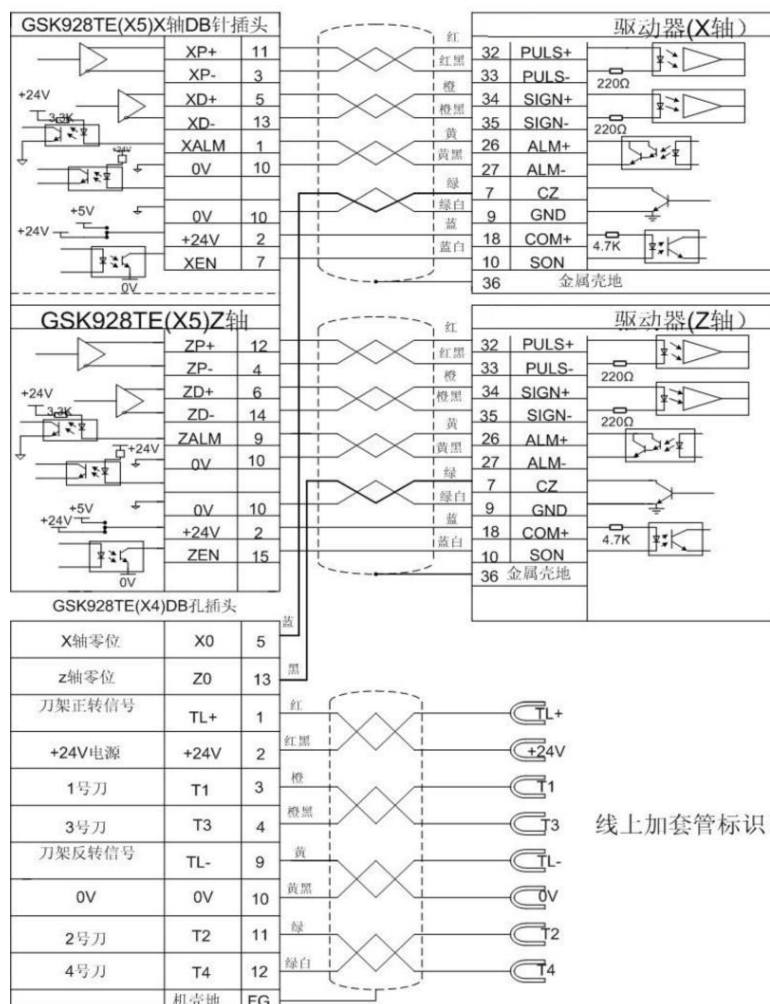 GSK928TE(X5)X轴DB针插头 驱动器(X轴)
XP+ 11 红 32 PULS+
XP- 3 红黑 33 PULS- 220Ω
+24V XD+ 5 橙 34 SIGN+
3.3K XD- 13 橙黑 35 SIGN- 220Ω
XALM 1 黄 26 ALM+
+24V 0V 10 黄黑 27 ALM-
绿 7 CZ
+5V 0V 10 绿白 9 GND
+24V +24V 2 蓝 18 COM+ 4.7K
XEN 7 蓝白 10 SON
0V 36 金属壳地
GSK928TE(X5)Z轴 驱动器(Z轴)
ZP+ 12 红 32 PULS+
ZP- 4 红黑 33 PULS- 220Ω
+24V ZD+ 6 橙 34 SIGN+
3.3K ZD- 14 橙黑 35 SIGN- 220Ω
ZALM 9 黄 26 ALM+
+24V 0V 10 黄黑 27 ALM-
绿 7 CZ
+5V 0V 10 绿白 9 GND
+24V +24V 2 蓝 18 COM+ 4.7K
ZEN 15 蓝白 10 SON
0V 36 金属壳地
GSK928TE(X4)DB孔插头
X轴零位 X0 5 蓝
z轴零位 Z0 13 黑
刀架正转信号 TL+ 1 红 TL+
+24V电源 +24V 2 红黑 +24V
1号刀 T1 3 橙 T1
3号刀 T3 4 橙黑 T3 线上加套管标识
刀架反转信号 TL- 9 黄 TL-
0V 0V 10 黄黑 0V
2号刀 T2 11 绿 T2
4号刀 T4 12 绿白 T4
机壳地 EG